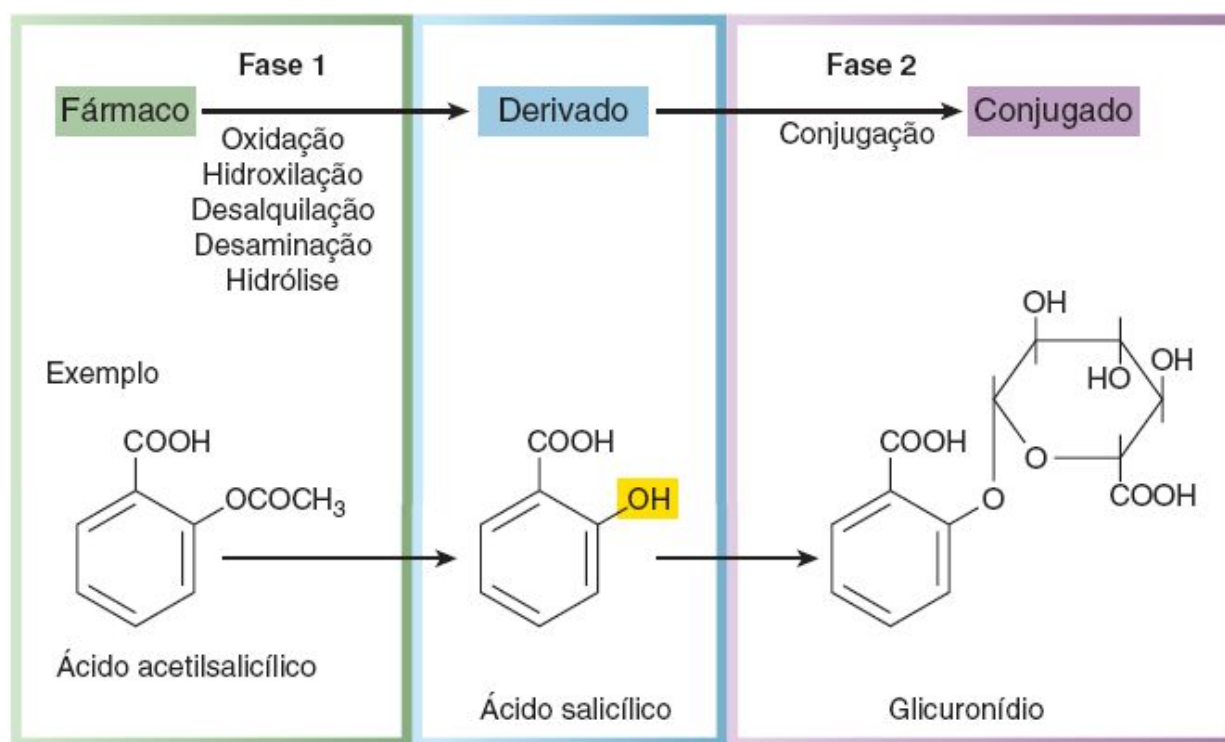 Fase 1
Fase 2
Fármaco
Derivado
Conjugado
Oxidação
Hidroxilação
Desalquilação
Desaminação
Hidrólise
Conjugação
Exemplo
COOH
OCOCH3
Ácido acetilsalicílico
COOH
OH
Ácido salicílico
OH
HO
OH
O
COOH
COOH
O
Glicuronídio